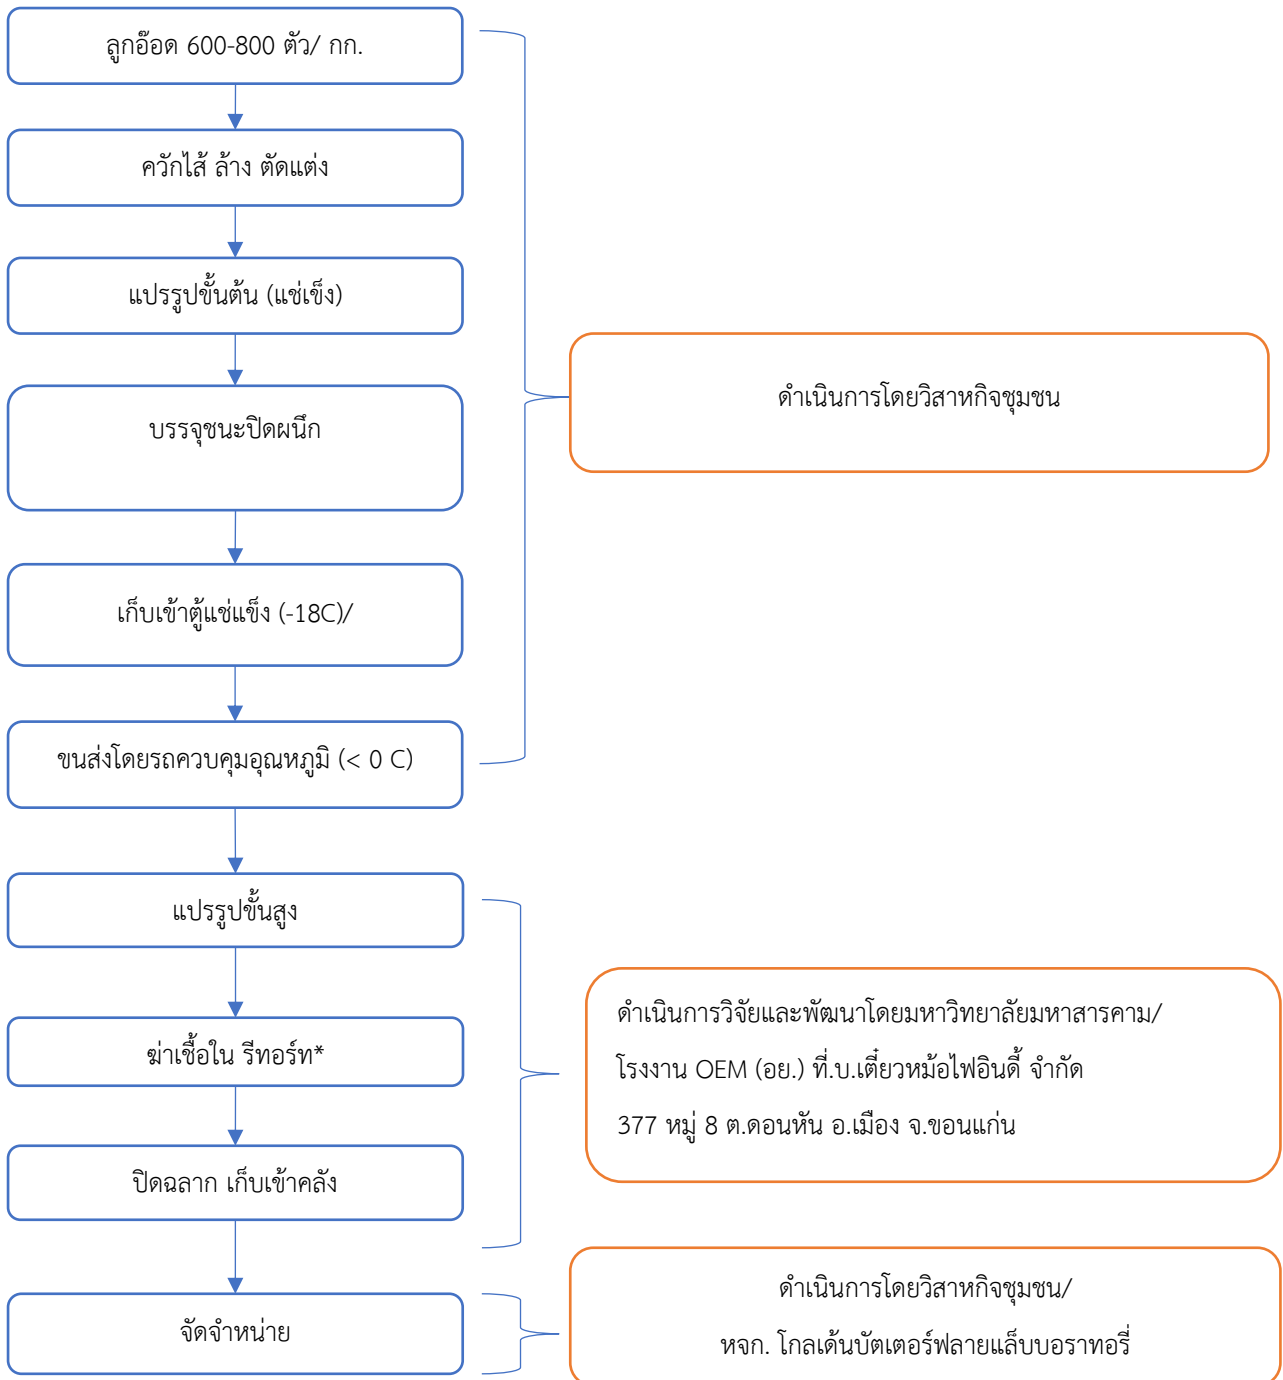 ลูกอ๊อด 600-800 ตัว/ กก.
ควักไส้ ล้าง ตัดแต่ง
แปรรูปขั้นต้น (แช่เข็ง)
บรรจุชนะปิดผนึก
เก็บเข้าตู้แช่แข็ง (-18C)/
ขนส่งโดยรถควบคุมอุณหภูมิ (< 0 C)
ดำเนินการโดยวิสาหกิจชุมชน
แปรรูปขั้นสูง
ฆ่าเชื้อใน รีทอร์ท*
ปิดฉลาก เก็บเข้าคลัง
ดำเนินการวิจัยและพัฒนาโดยมหาวิทยาลัยมหาสารคาม/
โรงงาน OEM (อย.) ที่.บ.เตี๋ยวหม้อไฟอินดี้ จำกัด
377 หมู่ 8 ต.ดอนหัน อ.เมือง จ.ขอนแก่น
จัดจำหน่าย
ดำเนินการโดยวิสาหกิจชุมชน/
หจก. โกลเด้นบัตเตอร์ฟลายแล็บบอราทอรี่